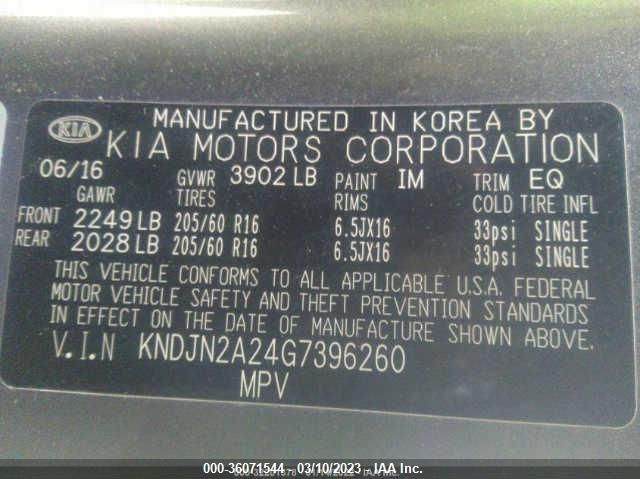 KIA MANUFACTURED IN KOREA BY
KIA MOTORS CORPORATION
06/16 GVWR 3902 LB PAINT IM TRIM EQ
GAWR TIRES RIMS COLD TIRE INFL
FRONT 2249 LB 205/60 R16 6.5JX16 33psi SINGLE
REAR 2028 LB 205/60 R16 6.5JX16 33psi SINGLE
THIS VEHICLE CONFORMS TO ALL APPLICABLE U.S.A. FEDERAL
MOTOR VEHICLE SAFETY AND THEFT PREVENTION STANDARDS
IN EFFECT ON THE DATE OF MANUFACTURE SHOWN ABOVE.
V.I.N KNDJN2A24G7396260
MPV
000-36071544 – 03/10/2023 – IAA, Inc.